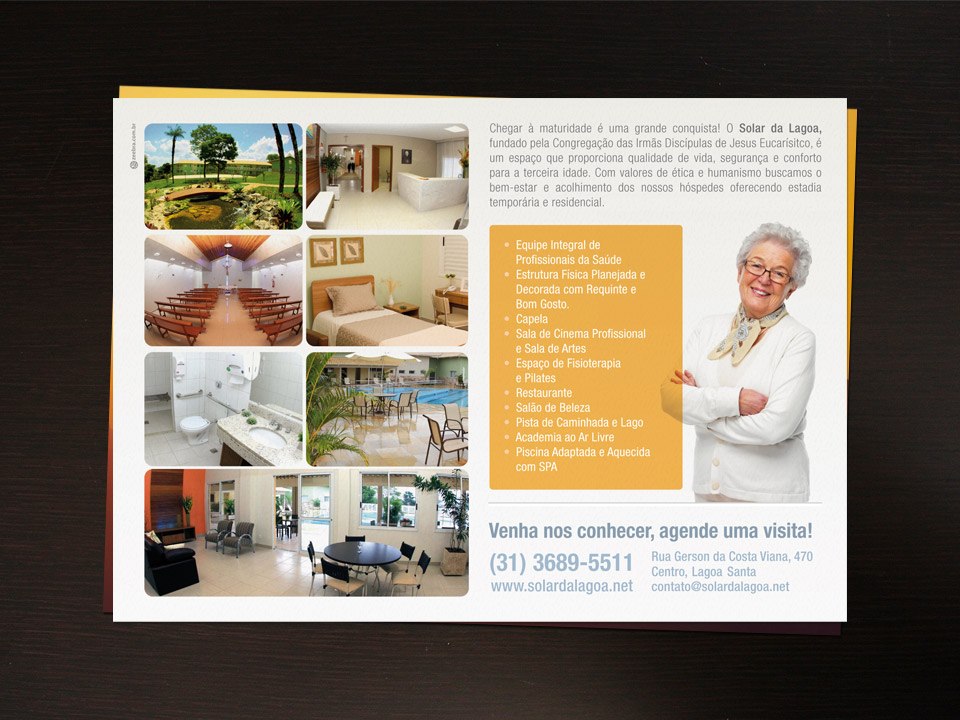 zeebra.com.br
Chegar à maturidade é uma grande conquista! O Solar da Lagoa,
fundado pela Congregação das Irmãs Discípulas de Jesus Eucarísitco, é
um espaço que proporciona qualidade de vida, segurança e conforto
para a terceira idade. Com valores de ética e humanismo buscamos o
bem-estar e acolhimento dos nossos hóspedes oferecendo estadia
temporária e residencial.
• Equipe Integral de
Profissionais da Saúde
• Estrutura Física Planejada e
Decorada com Requinte e
Bom Gosto.
• Capela
• Sala de Cinema Profissional
e Sala de Artes
• Espaço de Fisioterapia
e Pilates
• Restaurante
• Salão de Beleza
• Pista de Caminhada e Lago
• Academia ao Ar Livre
• Piscina Adaptada e Aquecida
com SPA
Venha nos conhecer, agende uma visita!
(31) 3689-5511
www.solardalagoa.net
Rua Gerson da Costa Viana, 470
Centro, Lagoa Santa
contato@solardalagoa.net